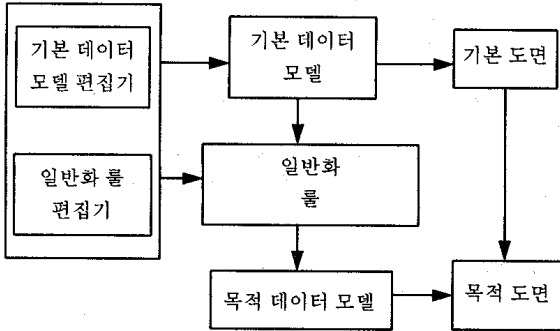 기본 데이터
모델 편집기
기본 데이터
모델
기본 도면
일반화 룰
편집기
일반화
룰
목적 데이터 모델
목적 도면